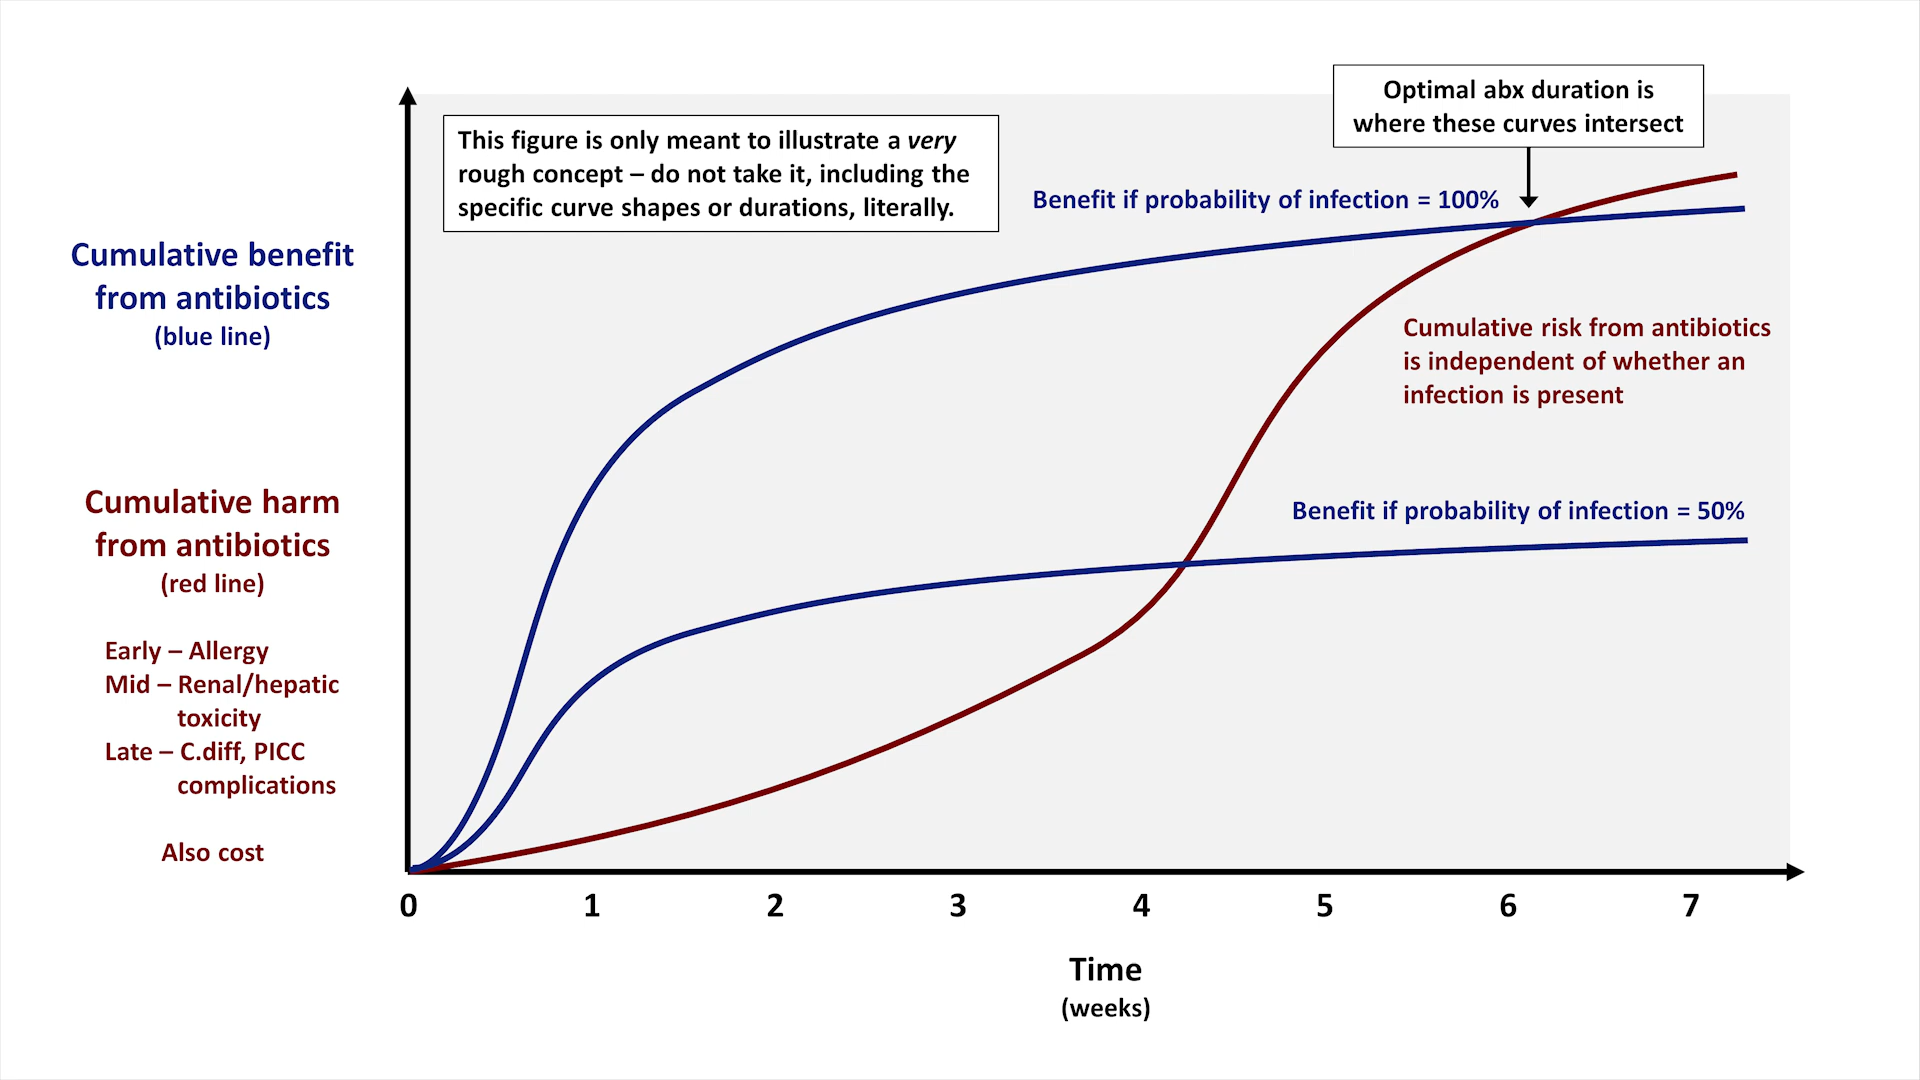 This figure is only meant to illustrate a very
rough concept – do not take it, including the
specific curve shapes or durations, literally.
Optimal abx duration is
where these curves intersect
Benefit if probability of infection = 100%
Cumulative benefit
from antibiotics
(blue line)
Cumulative risk from antibiotics
is independent of whether an
infection is present
Cumulative harm
from antibiotics
(red line)
Benefit if probability of infection = 50%
Early – Allergy
Mid – Renal/hepatic
toxicity
Late – C.diff, PICC
complications
Also cost
0 1 2 3 4 5 6 7
Time
(weeks)